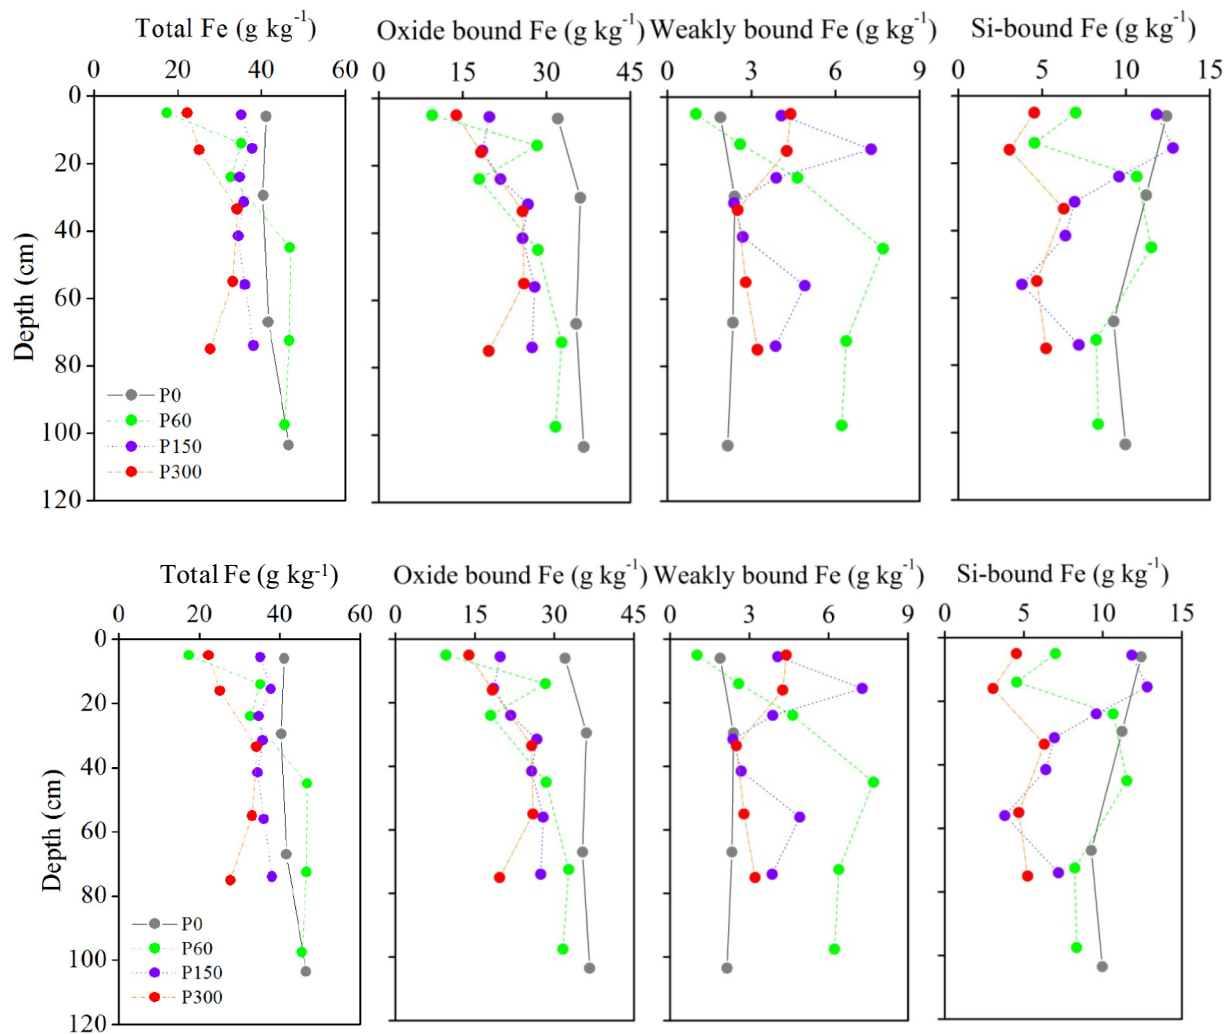 Total Fe (g kg⁻¹) Oxide bound Fe (g kg⁻¹) Weakly bound Fe (g kg⁻¹) Si-bound Fe (g kg⁻¹)
0 20 40 60 0 15 30 45 0 3 6 9 0 5 10 15
0
20
40
60
80
100
120
Depth (cm)
P0
P60
P150
P300
Total Fe (g kg⁻¹) Oxide bound Fe (g kg⁻¹) Weakly bound Fe (g kg⁻¹) Si-bound Fe (g kg⁻¹)
0 20 40 60 0 15 30 45 0 3 6 9 0 5 10 15
0
20
40
60
80
100
120
Depth (cm)
P0
P60
P150
P300